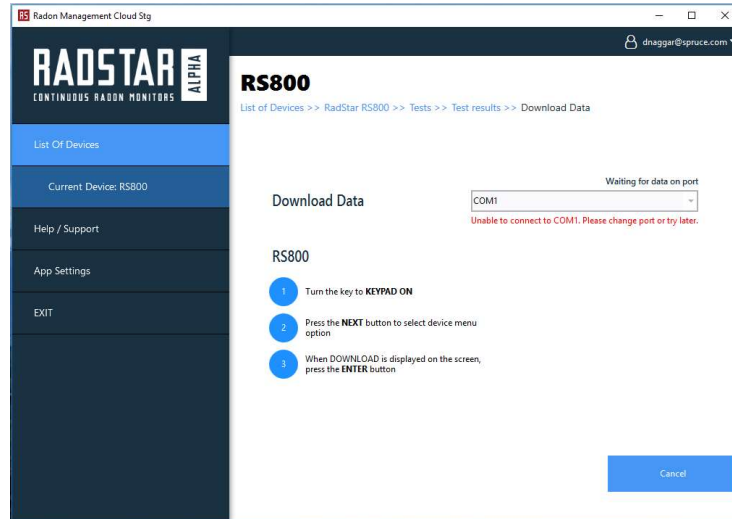 RS Radon Management Cloud Stg
dnaggar@spruce.com
RADSTAR ALPHA
CONTINUOUS RADON MONITORS
RS800
List of Devices >> RadStar RS800 >> Tests >> Test results >> Download Data
List Of Devices
Current Device: RS800
Help / Support
App Settings
EXIT
Waiting for data on port
Download Data
COM1
Unable to connect to COM1. Please change port or try later.
RS800
1 Turn the key to KEYPAD ON
2 Press the NEXT button to select device menu
option
3 When DOWNLOAD is displayed on the screen,
press the ENTER button
Cancel